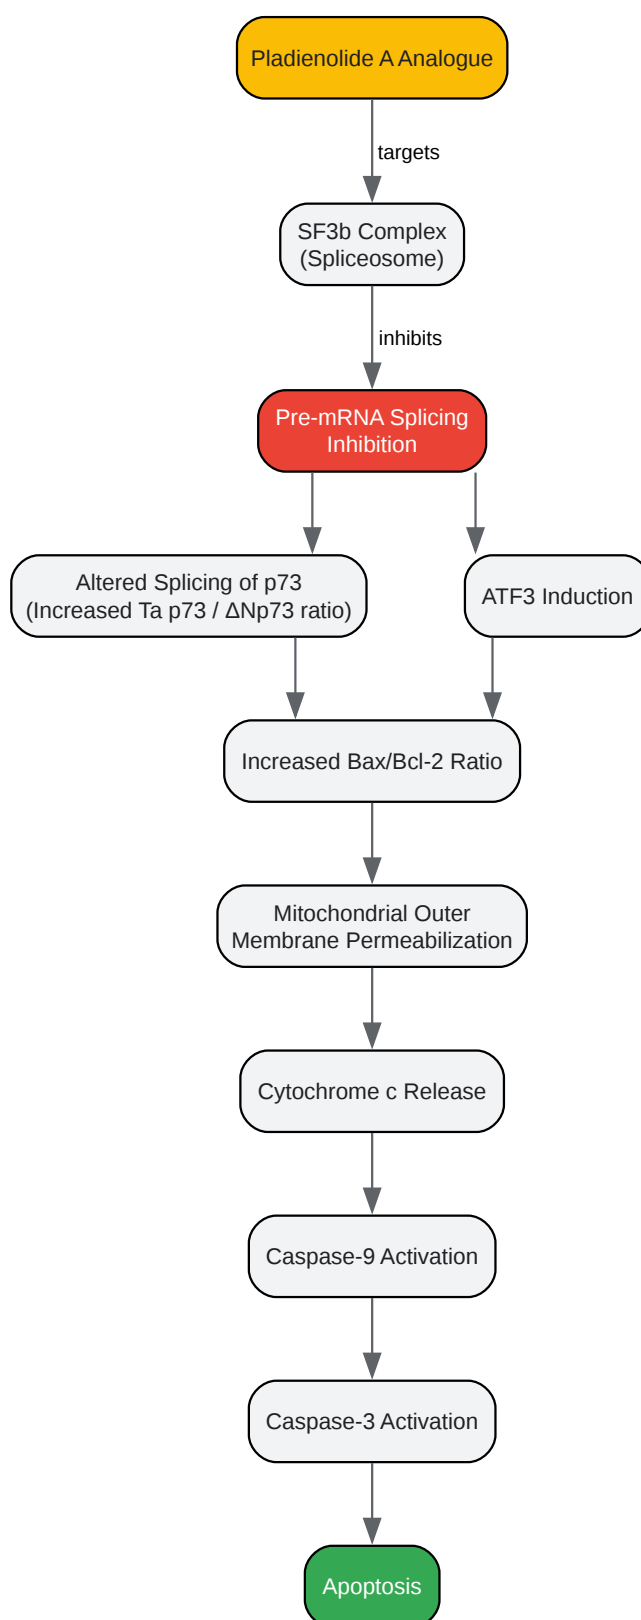 Pladienolide A Analogue
targets
SF3b Complex
(Spliceosome)
inhibits
Pre-mRNA Splicing
Inhibition
Altered Splicing of p73
(Increased Ta p73 / ΔNp73 ratio)
ATF3 Induction
Increased Bax/Bcl-2 Ratio
Mitochondrial Outer
Membrane Permeabilization
Cytochrome c Release
Caspase-9 Activation
Caspase-3 Activation
Apoptosis